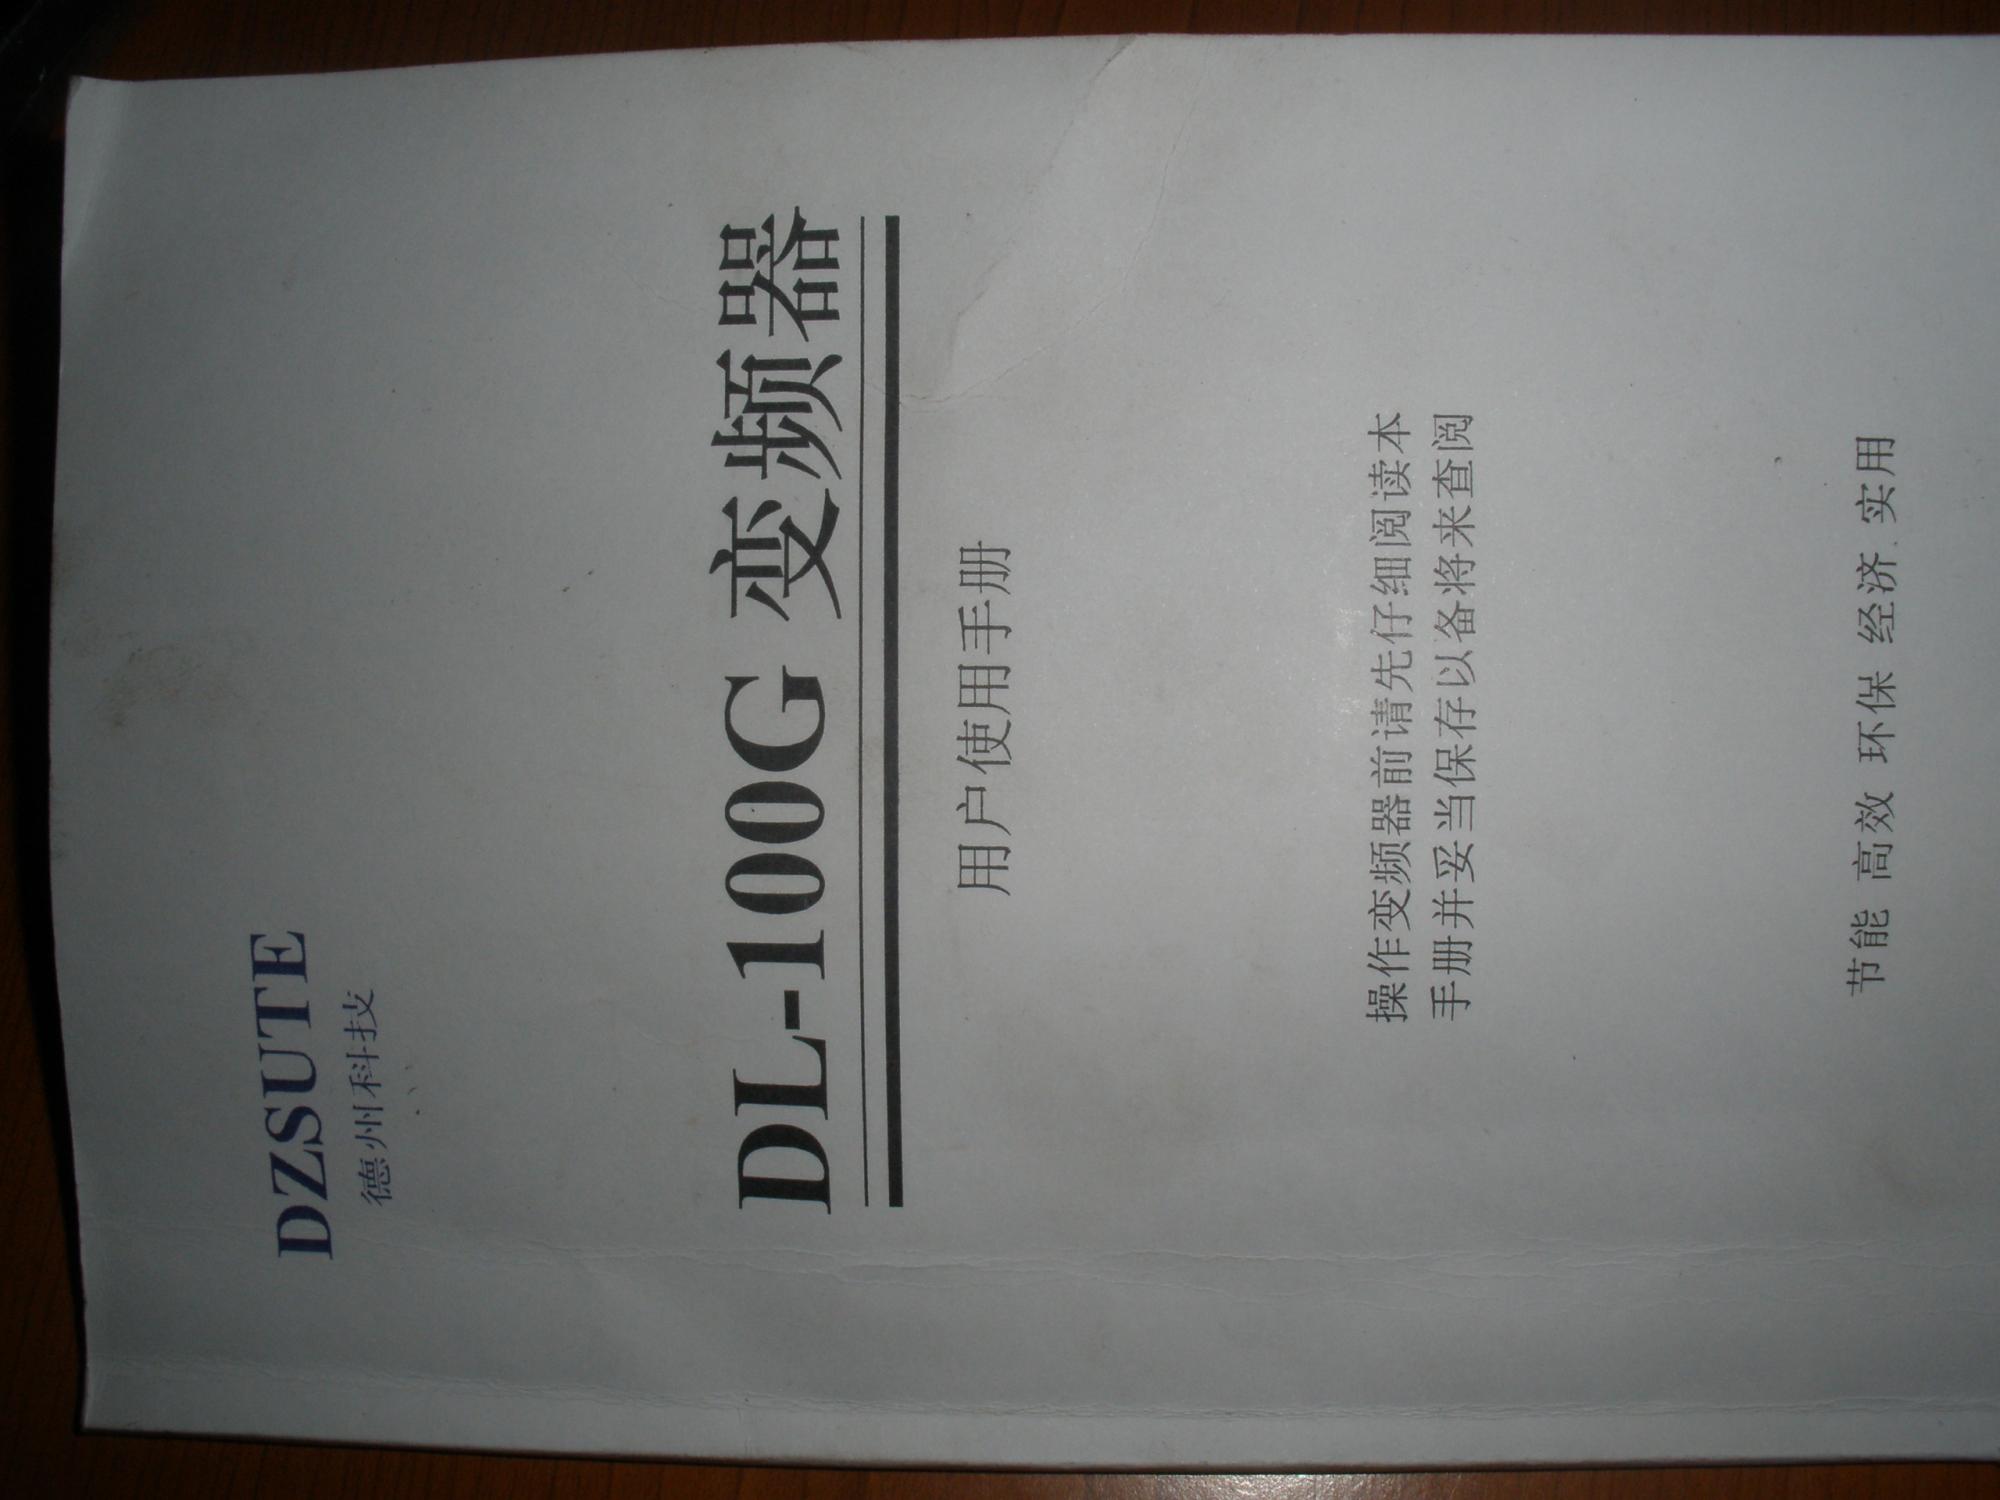 DZSUTE
德州科技
DL-100G 变频器
用户使用手册
操作变频器前请先仔细阅读本
手册并妥当保存以备将来查阅
节能 高效 环保 经济 实用